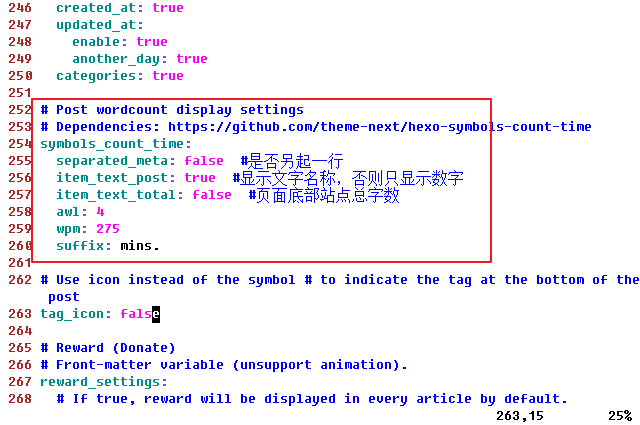 246   created_at: true
247   updated_at:
248     enable: true
249     another_day: true
250   categories: true
251
252 # Post wordcount display settings
253 # Dependencies: https://github.com/theme-next/hexo-symbols-count-time
254 symbols_count_time:
255   separated_meta: false  #是否另起一行
256   item_text_post: true  #显示文字名称，否则只显示数字
257   item_text_total: false  #页面底部站点总字数
258   awl: 4
259   wpm: 275
260   suffix: mins.
261
262 # Use icon instead of the symbol # to indicate the tag at the bottom of the
post
263 tag_icon: false
264
265 # Reward (Donate)
266 # Front-matter variable (unsupport animation).
267 reward_settings:
268   # If true, reward will be displayed in every article by default.
263,15 25%